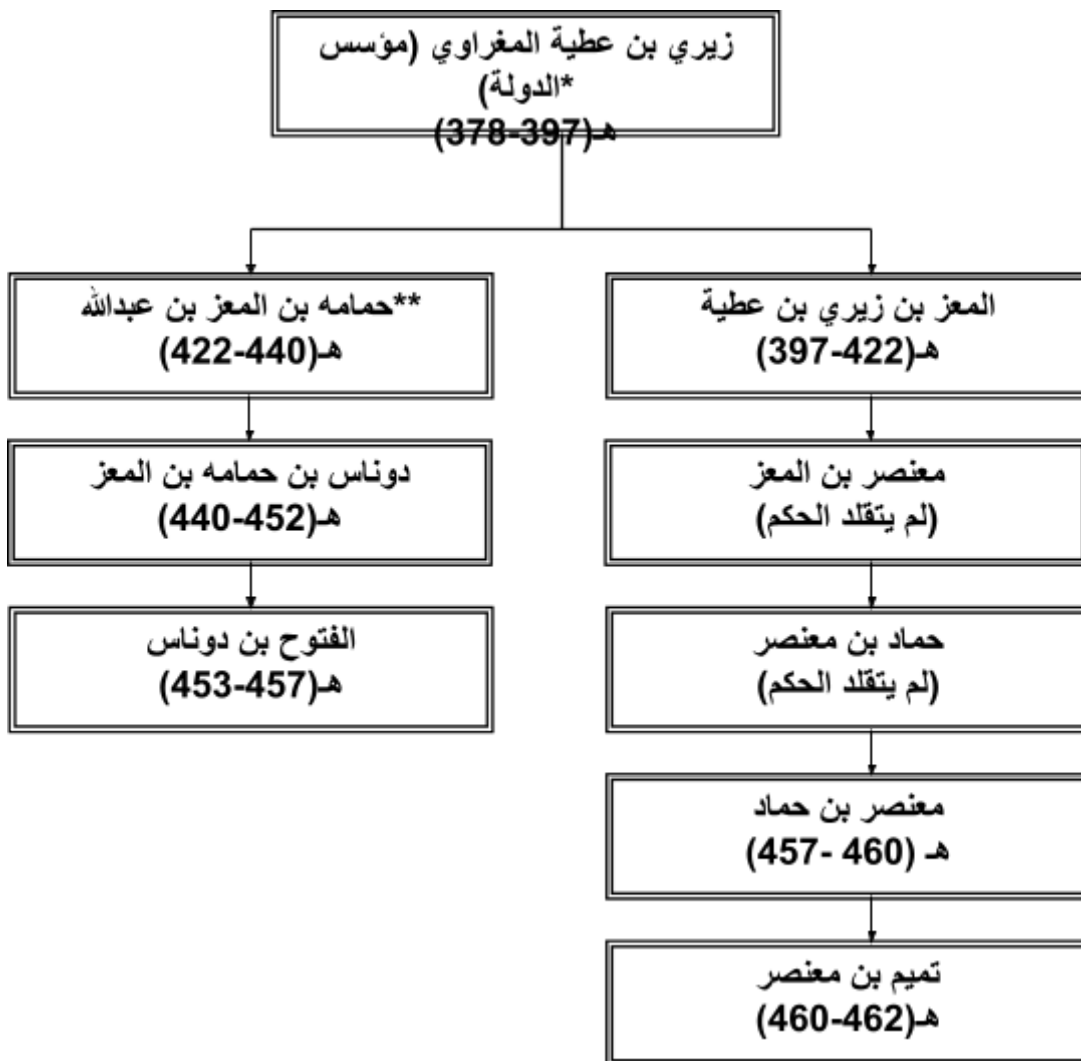 زيري بن عطية المغراوي (مؤسس
الدولة)*
(378-397)هـ
المعز بن زيري بن عطية
(397-422)هـ
معنصر بن المعز
(لم يتقلد الحكم)
حماد بن معنصر
(لم يتقلد الحكم)
معنصر بن حماد
(457- 460) هـ
تميم بن معنصر
(460-462)هـ
حمامه بن المعز بن عبدالله**
(422-440)هـ
دوناس بن حمامه بن المعز
(440-452)هـ
الفتوح بن دوناس
(453-457)هـ